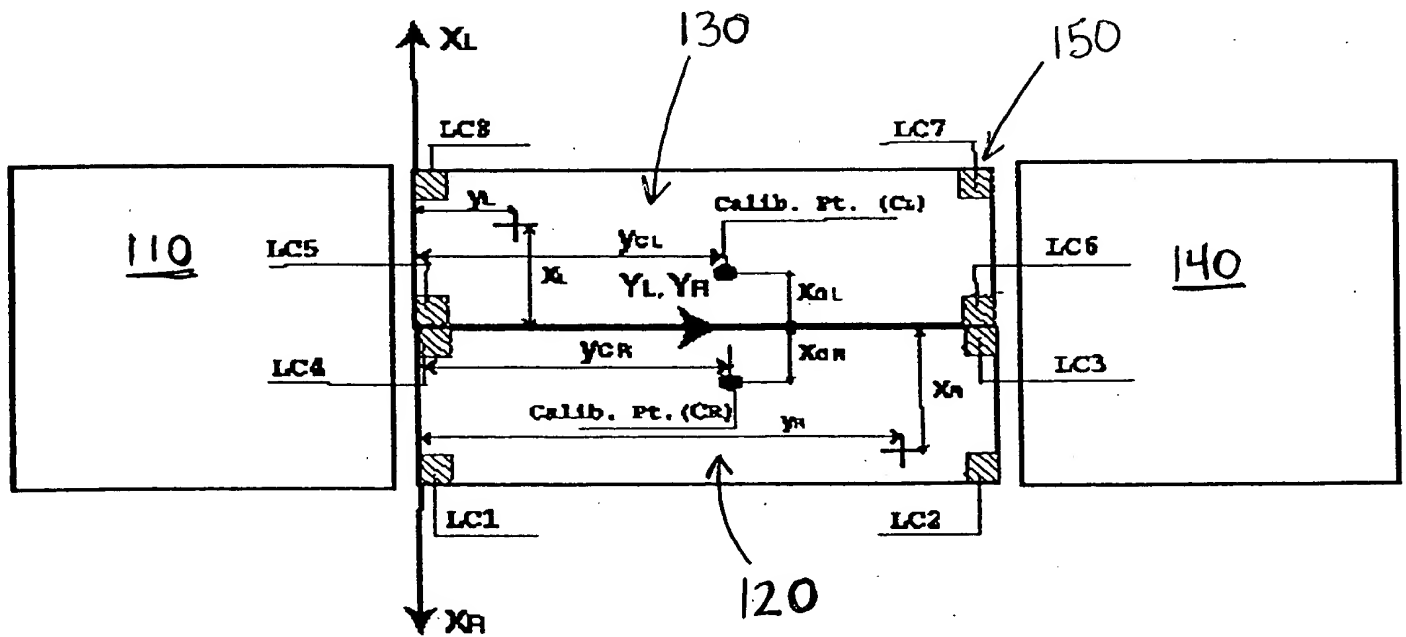 XL
130
150
LC8
LC7
yL
Calib. Pt. (CL)
110
LC5
yCL
XL
YL, YR
XCL
LC6
140
yCR
XCR
LC4
XR
LC3
Calib. Pt. (CR)
yR
LC1
LC2
120
XR